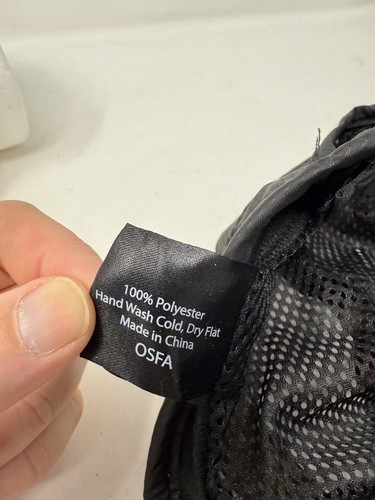 100% Polyester
Hand Wash Cold, Dry Flat
Made in China
OSFA